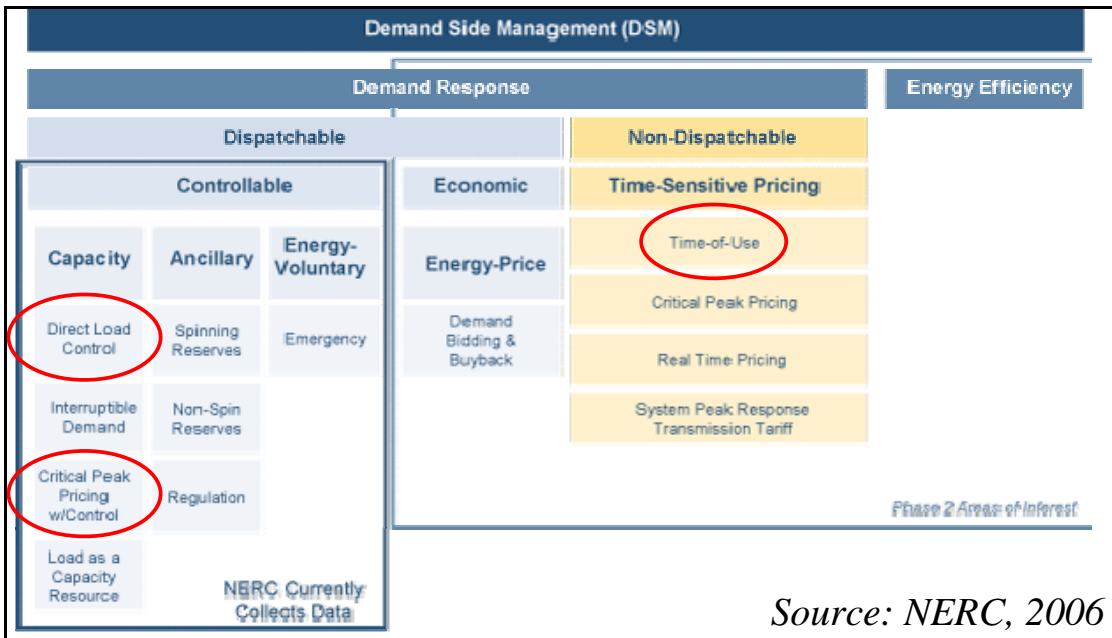 Demand Side Management (DSM)
Demand Response
Energy Efficiency
Dispatchable
Non-Dispatchable
Controllable
Economic
Time-Sensitive Pricing
Capacity
Ancillary
Energy-
Voluntary
Energy-Price
Time-of-Use
Critical Peak Pricing
Real Time Pricing
System Peak Response
Transmission Tariff
Direct Load
Control
Spinning
Reserves
Emergency
Demand
Bidding &
Buyback
Interruptible
Demand
Non-Spin
Reserves
Critical Peak
Pricing
w/Control
Regulation
Load as a
Capacity
Resource
NERC Currently
Collects Data
Phase 2 Areas of Interest
Source: NERC, 2006